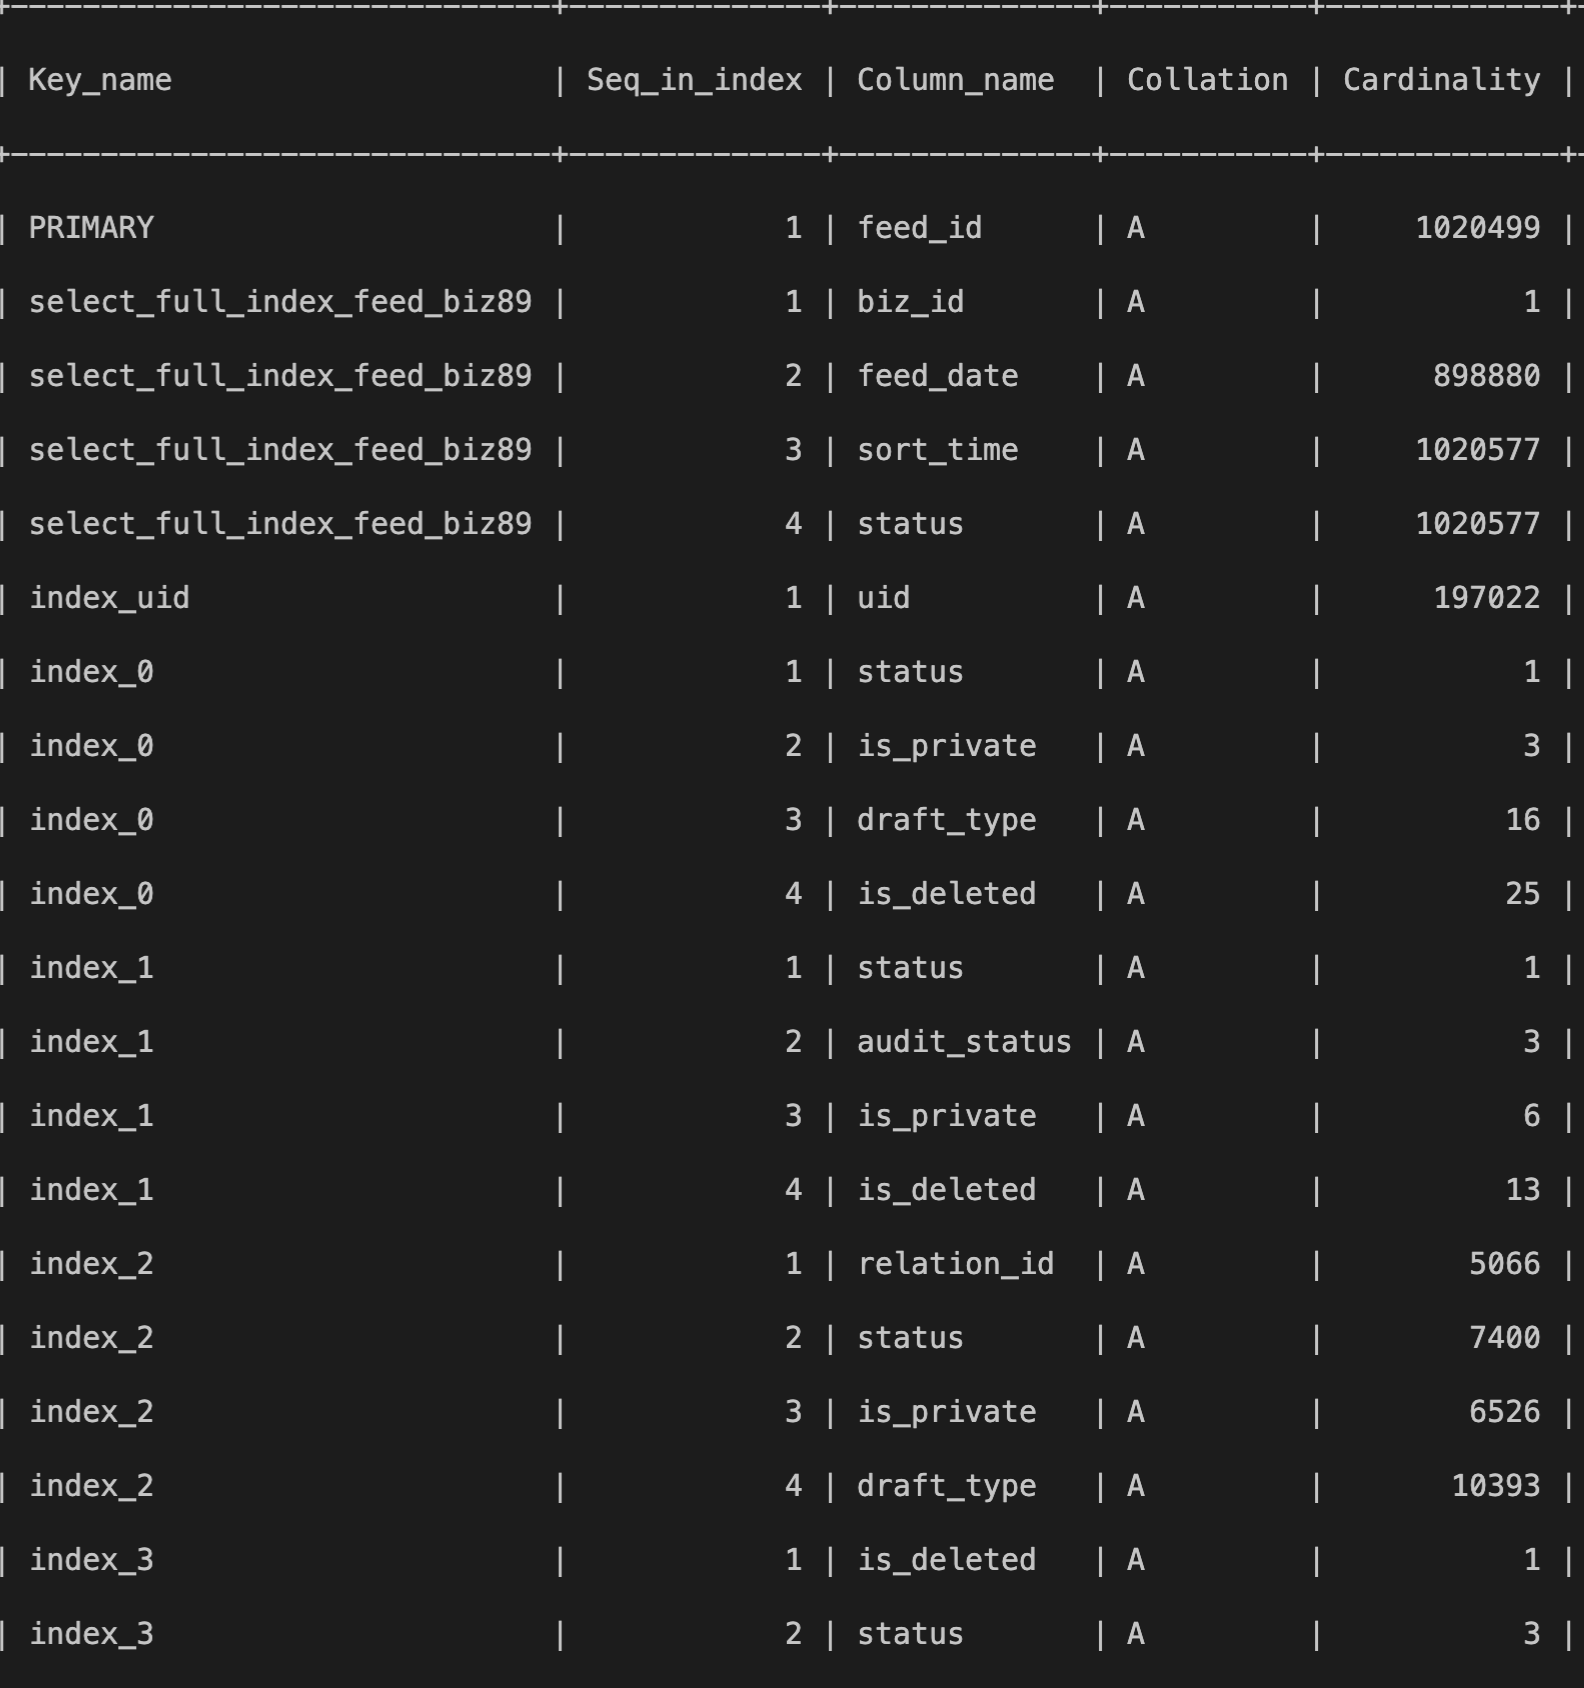 +------------------------------+--------------+--------------+-----------+-------------+
| Key_name                     | Seq_in_index | Column_name  | Collation | Cardinality |
+------------------------------+--------------+--------------+-----------+-------------+
| PRIMARY                      |            1 | feed_id      | A         |     1020499 |
| select_full_index_feed_biz89 |            1 | biz_id       | A         |           1 |
| select_full_index_feed_biz89 |            2 | feed_date    | A         |      898880 |
| select_full_index_feed_biz89 |            3 | sort_time    | A         |     1020577 |
| select_full_index_feed_biz89 |            4 | status       | A         |     1020577 |
| index_uid                    |            1 | uid          | A         |      197022 |
| index_0                      |            1 | status       | A         |           1 |
| index_0                      |            2 | is_private   | A         |           3 |
| index_0                      |            3 | draft_type   | A         |          16 |
| index_0                      |            4 | is_deleted   | A         |          25 |
| index_1                      |            1 | status       | A         |           1 |
| index_1                      |            2 | audit_status | A         |           3 |
| index_1                      |            3 | is_private   | A         |           6 |
| index_1                      |            4 | is_deleted   | A         |          13 |
| index_2                      |            1 | relation_id  | A         |        5066 |
| index_2                      |            2 | status       | A         |        7400 |
| index_2                      |            3 | is_private   | A         |        6526 |
| index_2                      |            4 | draft_type   | A         |       10393 |
| index_3                      |            1 | is_deleted   | A         |           1 |
| index_3                      |            2 | status       | A         |           3 |